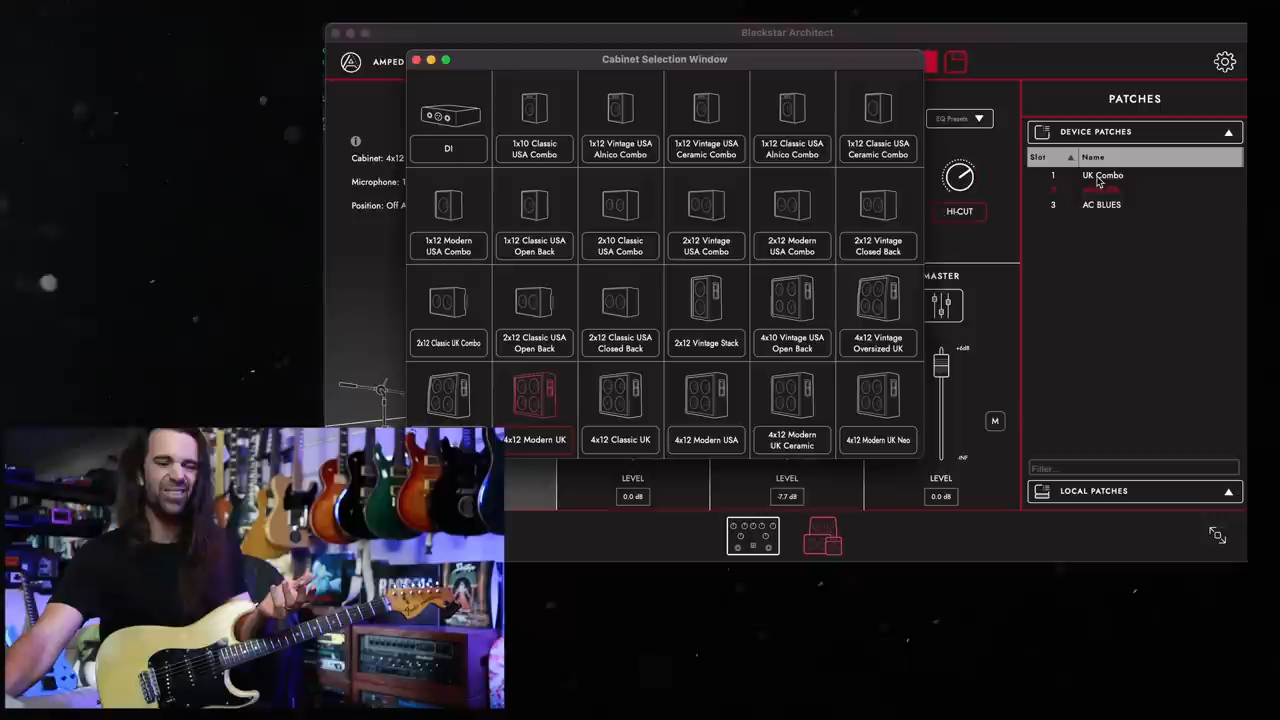 Blackstar Architect
Cabinet Selection Window
AMPED
Cabinet: 4x12
Microphone: 1
Position: Off A
DI
1x10 Classic
USA Combo
1x12 Vintage USA
Alnico Combo
1x12 Vintage USA
Ceramic Combo
1x12 Classic USA
Alnico Combo
1x12 Classic USA
Ceramic Combo
1x12 Modern
USA Combo
1x12 Classic USA
Open Back
2x10 Classic
USA Combo
2x12 Vintage
USA Combo
2x12 Modern
USA Combo
2x12 Vintage
Closed Back
2x12 Classic UK Combo
2x12 Classic USA
Open Back
2x12 Classic USA
Closed Back
2x12 Vintage Stack
4x10 Vintage USA
Open Back
4x12 Vintage
Oversized UK
4x12 Modern UK
4x12 Classic UK
4x12 Modern USA
4x12 Modern
UK Ceramic
4x12 Modern UK Neo
EQ Presets
HI-CUT
MASTER
+6dB
M
-INF
LEVEL
0.0 dB
LEVEL
-7.7 dB
LEVEL
0.0 dB
PATCHES
DEVICE PATCHES
Slot Name
1 UK Combo
3 AC BLUES
Filter...
LOCAL PATCHES
Fender